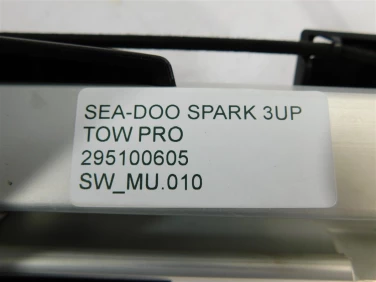 SEA-DOO SPARK 3UP
TOW PRO
295100605
SW_MU.010